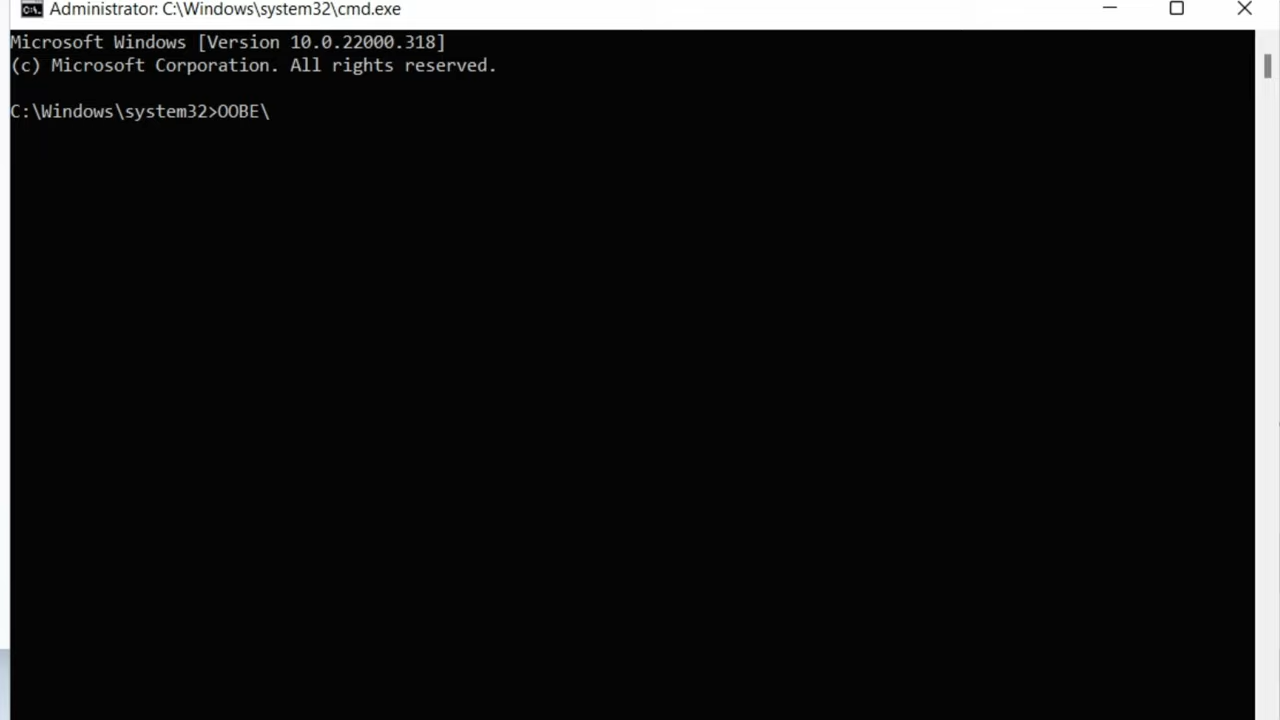 Administrator: C:\Windows\system32\cmd.exe
Microsoft Windows [Version 10.0.22000.318]
(c) Microsoft Corporation. All rights reserved.
C:\Windows\system32>OOBE\